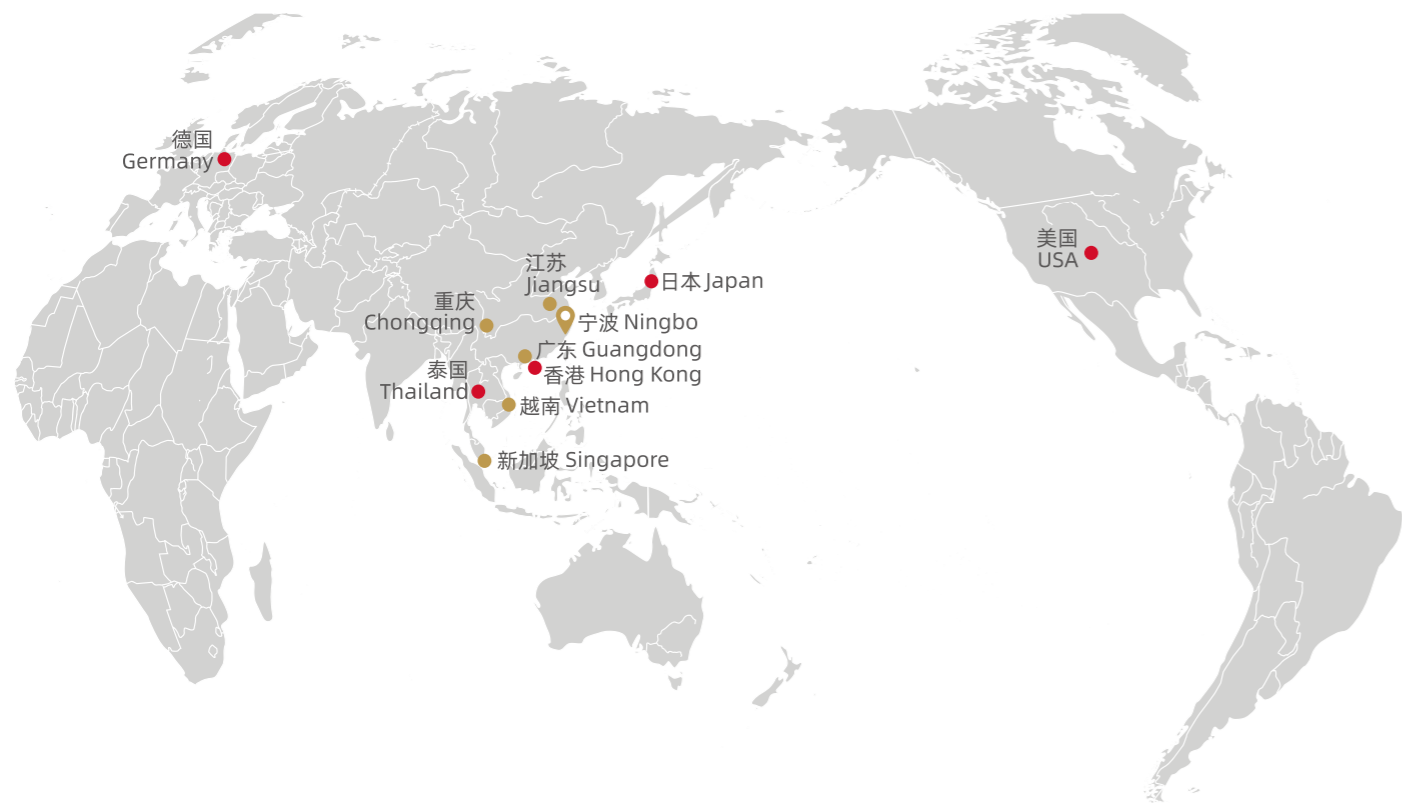 德国
Germany
美国
USA
江苏
Jiangsu
日本 Japan
重庆
Chongqing
宁波 Ningbo
广东 Guangdong
香港 Hong Kong
泰国
Thailand
越南 Vietnam
新加坡 Singapore